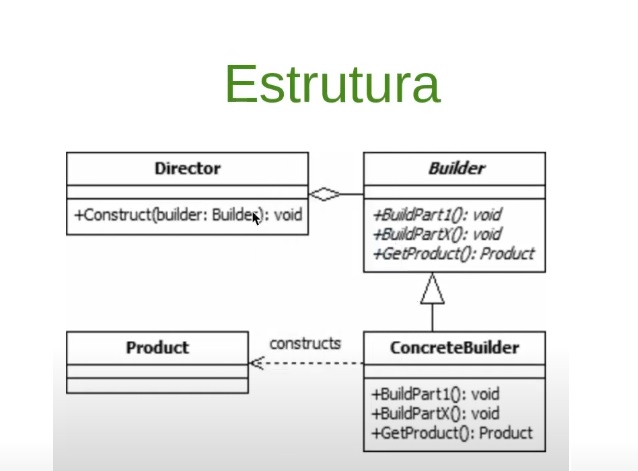 Estrutura
Director
+Construct(builder: Builder): void
Builder
+BuildPart1(): void
+BuildPartX(): void
+GetProduct(): Product
Product
constructs
ConcreteBuilder
+BuildPart1(): void
+BuildPartX(): void
+GetProduct(): Product